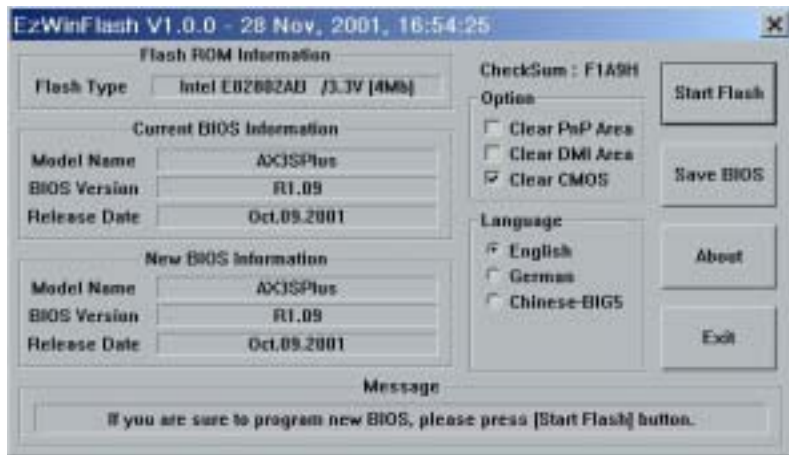 EzWinFlash V1.0.0 - 28 Nov, 2001, 16:54:25
Flash ROM Information
Flash Type Intel E82802AB /3.3V [4Mb]
Current BIOS Information
Model Name AX3SPlus
BIOS Version R1.09
Release Date Oct.09.2001
New BIOS Information
Model Name AX3SPlus
BIOS Version R1.09
Release Date Oct.09.2001
CheckSum : F1A9H
Option
Clear PnP Area
Clear DMI Area
Clear CMOS
Language
English
German
Chinese-BIG5
Start Flash
Save BIOS
About
Exit
Message
If you are sure to program new BIOS, please press [Start Flash] button.